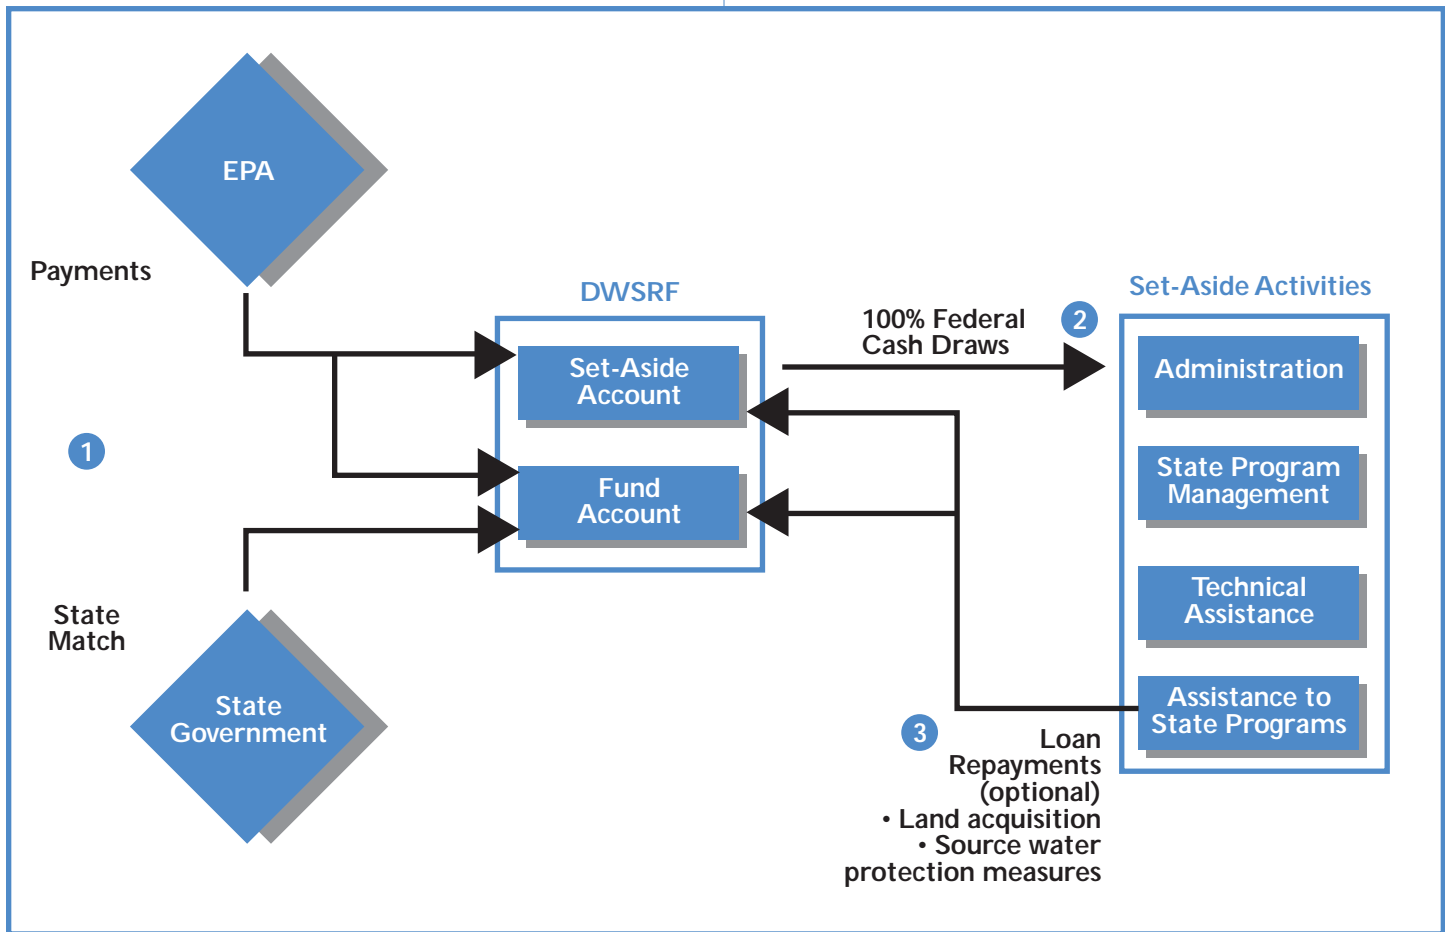 EPA
Payments
1
State
Match
State
Government
DWSRF
Set-Aside
Account
Fund
Account
100% Federal
Cash Draws
2
Set-Aside Activities
Administration
State Program
Management
Technical
Assistance
Assistance to
State Programs
3
Loan
Repayments
(optional)
• Land acquisition
• Source water
protection measures